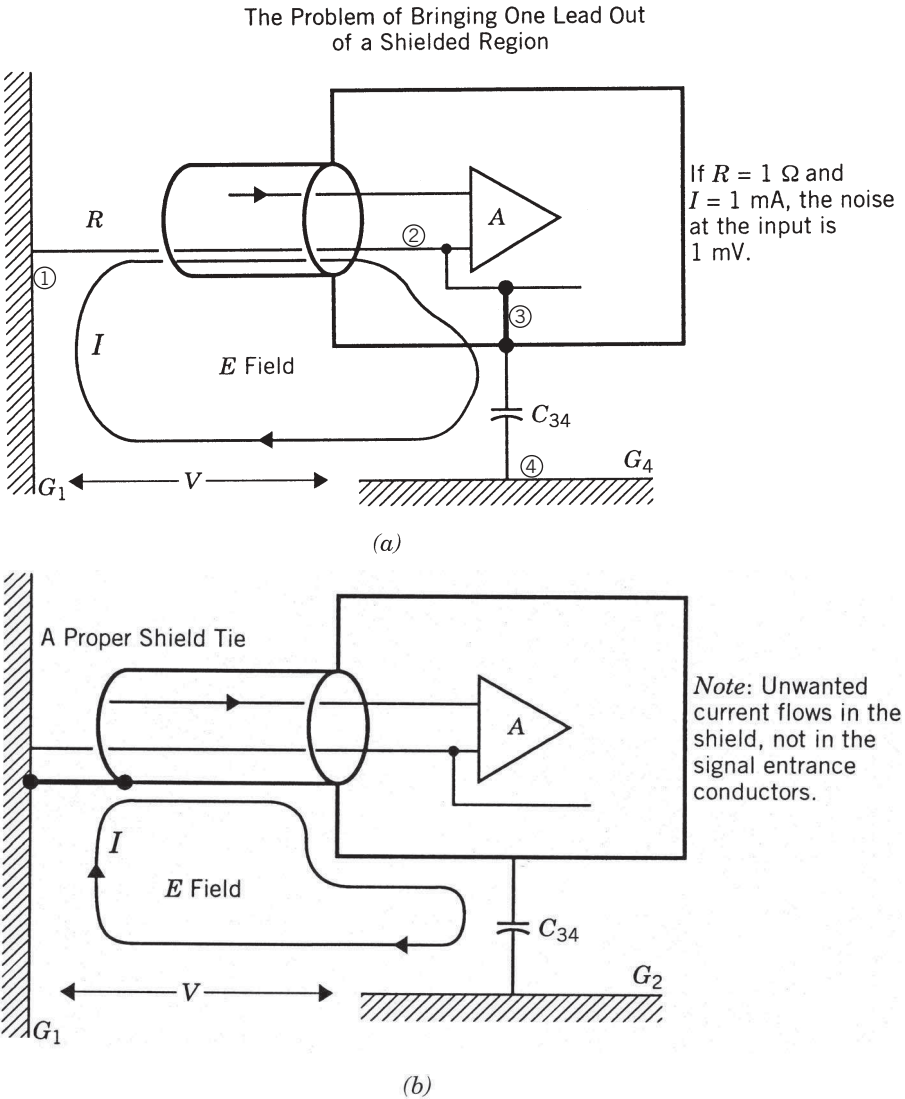 The Problem of Bringing One Lead Out
of a Shielded Region
If R = 1 Ω and
I = 1 mA, the noise
at the input is
1 mV.
R
A
②
①
③
I
E Field
C₃₄
④
G₄
G₁
V
(a)
A Proper Shield Tie
Note: Unwanted
current flows in the
shield, not in the
signal entrance
conductors.
A
I
E Field
C₃₄
G₂
V
G₁
(b)